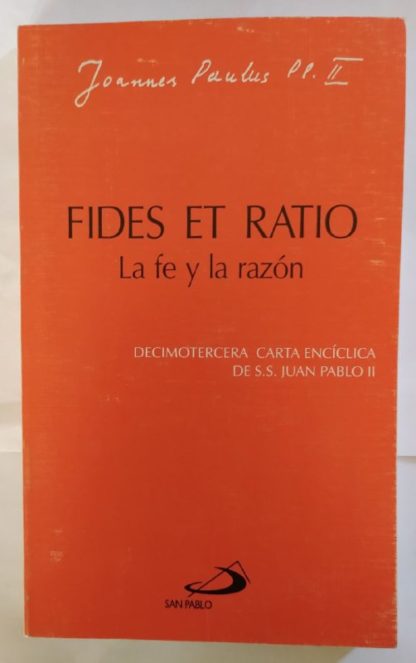 Joannes Paulus PP. II
FIDES ET RATIO
La fe y la razón
DECIMOTERCERA CARTA ENCÍCLICA
DE S.S. JUAN PABLO II
SAN PABLO